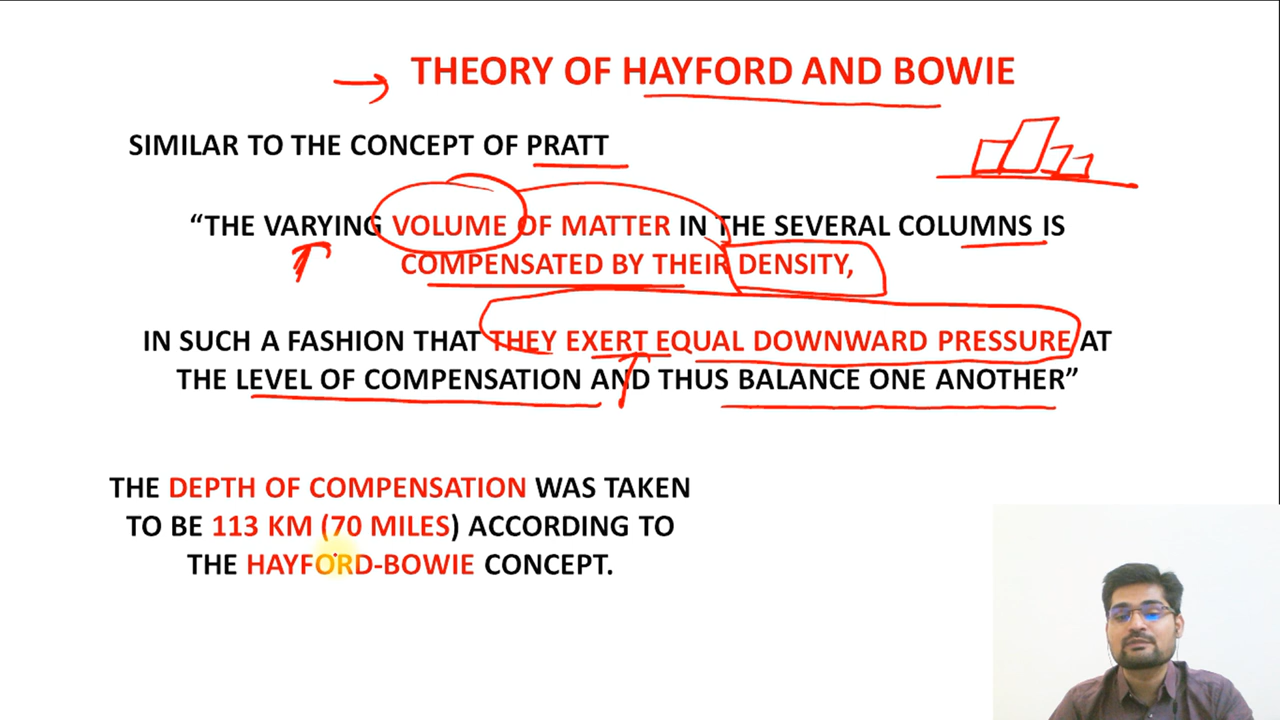 THEORY OF HAYFORD AND BOWIE
SIMILAR TO THE CONCEPT OF PRATT
“THE VARYING VOLUME OF MATTER IN THE SEVERAL COLUMNS IS
COMPENSATED BY THEIR DENSITY,
IN SUCH A FASHION THAT THEY EXERT EQUAL DOWNWARD PRESSURE AT
THE LEVEL OF COMPENSATION AND THUS BALANCE ONE ANOTHER”
THE DEPTH OF COMPENSATION WAS TAKEN
TO BE 113 KM (70 MILES) ACCORDING TO
THE HAYFORD-BOWIE CONCEPT.